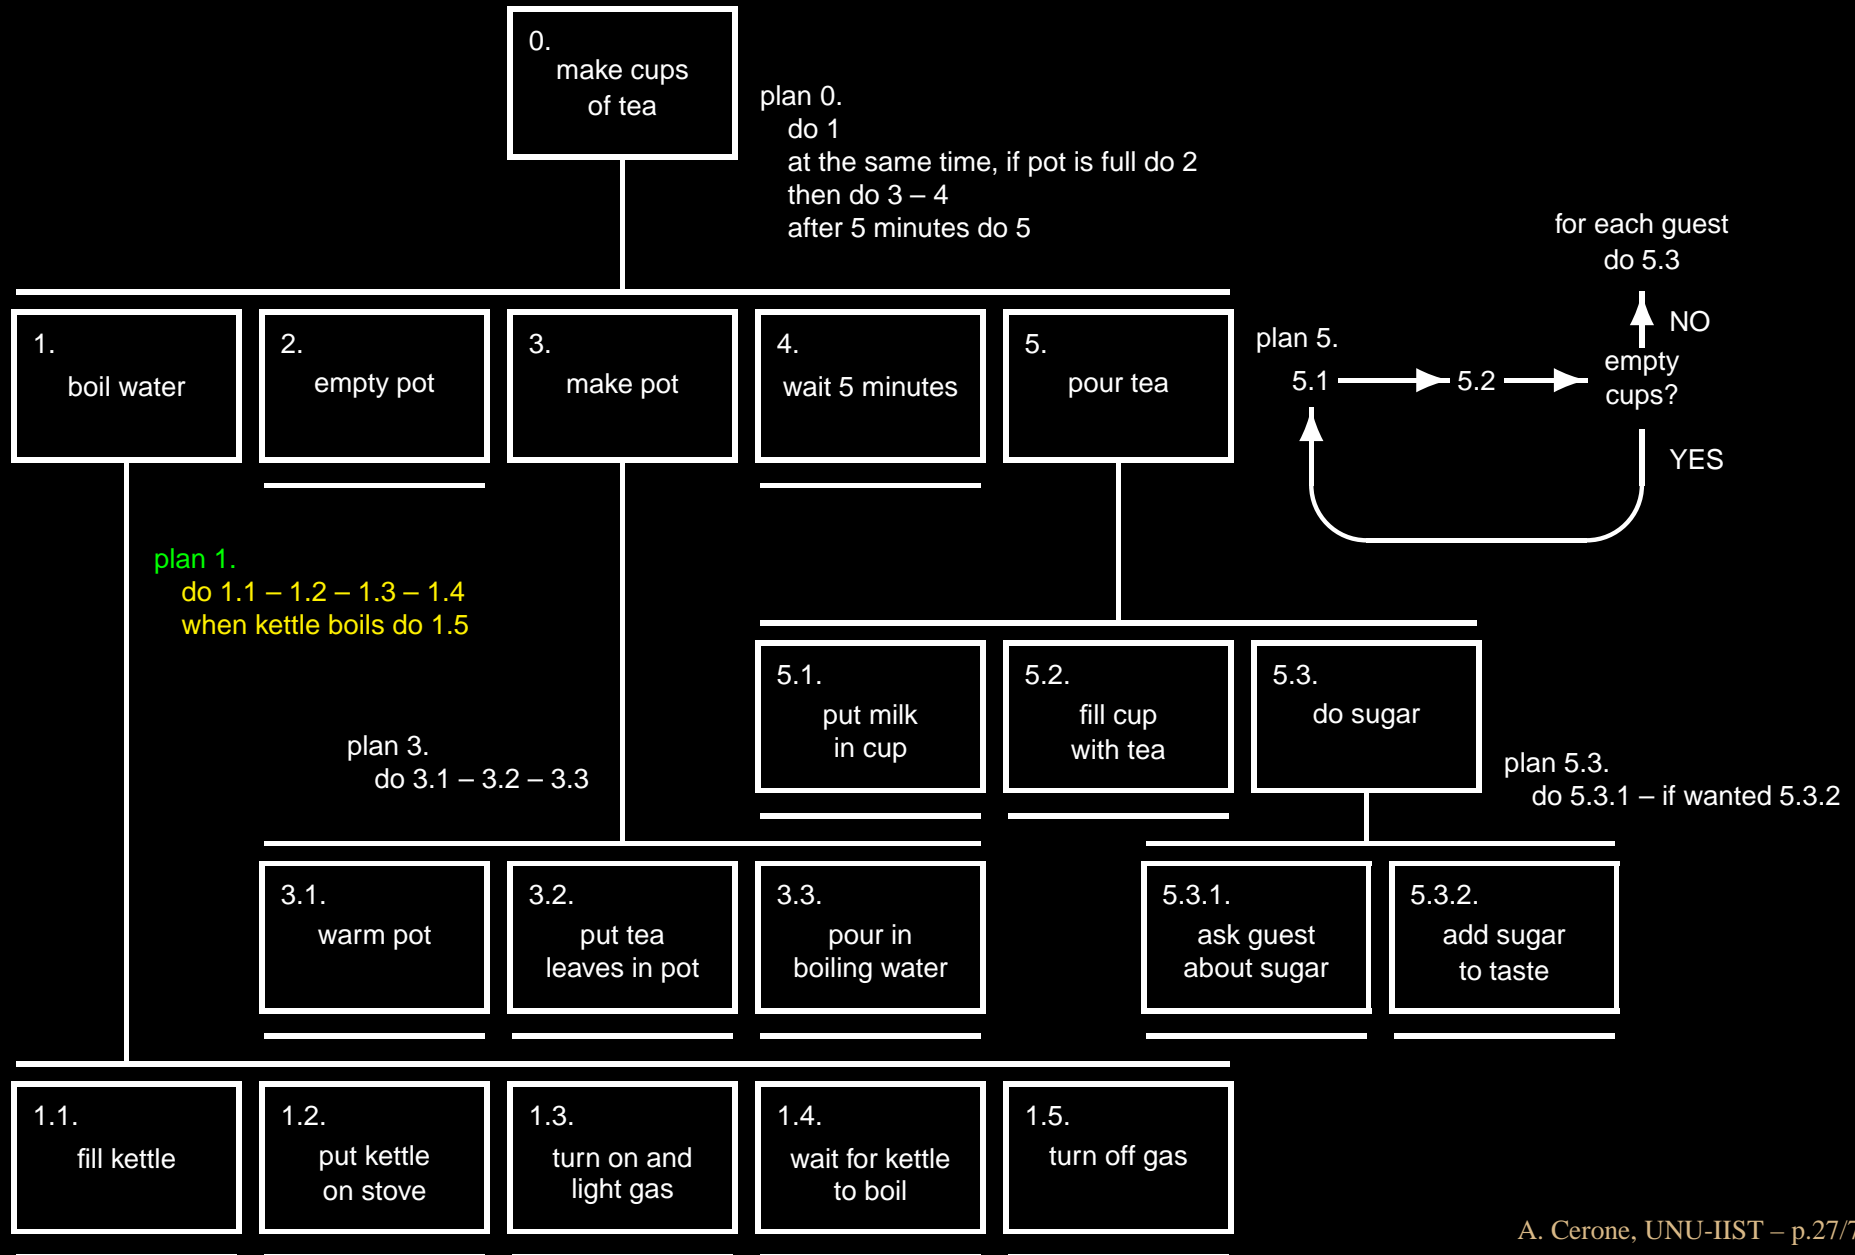 0.
make cups
of tea
plan 0.
do 1
at the same time, if pot is full do 2
then do 3 – 4
after 5 minutes do 5
for each guest
do 5.3
NO
empty
cups?
YES
plan 5.
5.1
5.2
1.
boil water
2.
empty pot
3.
make pot
4.
wait 5 minutes
5.
pour tea
plan 1.
do 1.1 – 1.2 – 1.3 – 1.4
when kettle boils do 1.5
plan 3.
do 3.1 – 3.2 – 3.3
5.1.
put milk
in cup
5.2.
fill cup
with tea
5.3.
do sugar
plan 5.3.
do 5.3.1 – if wanted 5.3.2
3.1.
warm pot
3.2.
put tea
leaves in pot
3.3.
pour in
boiling water
5.3.1.
ask guest
about sugar
5.3.2.
add sugar
to taste
1.1.
fill kettle
1.2.
put kettle
on stove
1.3.
turn on and
light gas
1.4.
wait for kettle
to boil
1.5.
turn off gas
A. Cerone, UNU-IIST – p.27/7